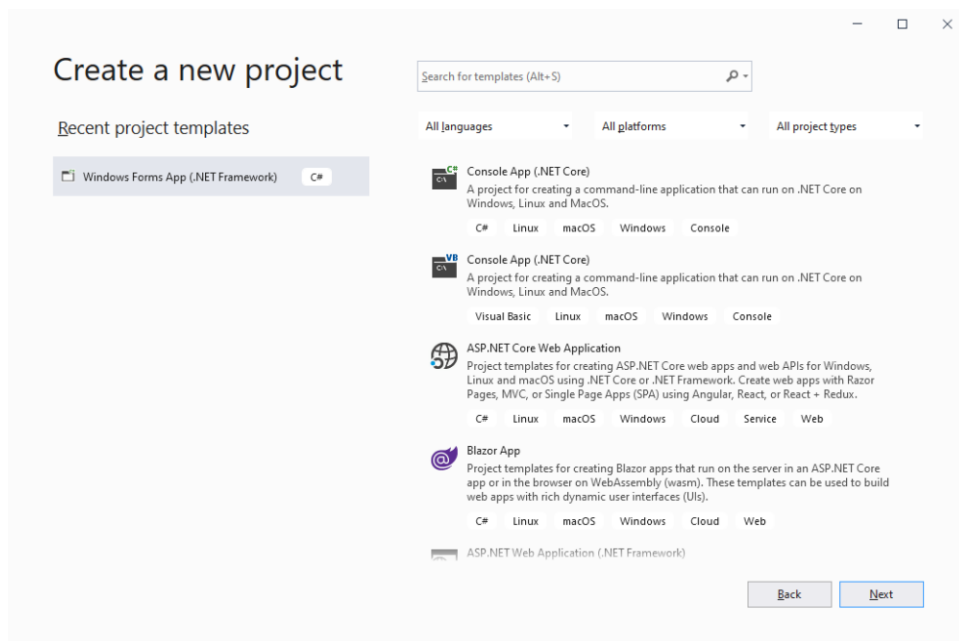 Create a new project
Recent project templates
Windows Forms App (.NET Framework) C#
Search for templates (Alt+S)
All languages All platforms All project types
C#
C:\
Console App (.NET Core)
A project for creating a command-line application that can run on .NET Core on
Windows, Linux and MacOS.
C# Linux macOS Windows Console
VB
C:\
Console App (.NET Core)
A project for creating a command-line application that can run on .NET Core on
Windows, Linux and MacOS.
Visual Basic Linux macOS Windows Console
ASP.NET Core Web Application
Project templates for creating ASP.NET Core web apps and web APIs for Windows,
Linux and macOS using .NET Core or .NET Framework. Create web apps with Razor
Pages, MVC, or Single Page Apps (SPA) using Angular, React, or React + Redux.
C# Linux macOS Windows Cloud Service Web
@
Blazor App
Project templates for creating Blazor apps that run on the server in an ASP.NET Core
app or in the browser on WebAssembly (wasm). These templates can be used to build
web apps with rich dynamic user interfaces (UIs).
C# Linux macOS Windows Cloud Web
ASP.NET Web Application (.NET Framework)
Back Next